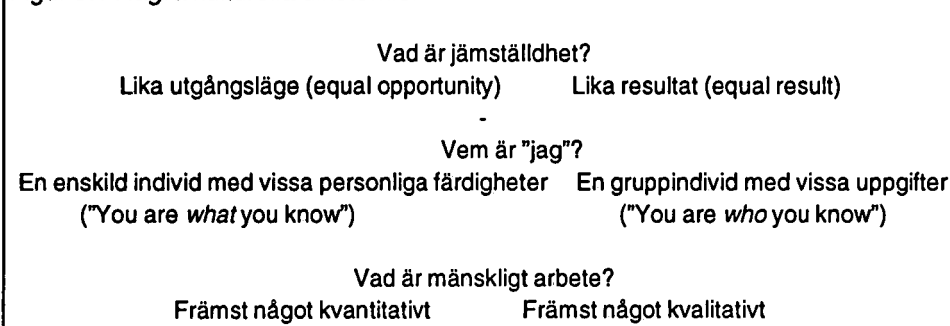 Vad är jämställdhet?
Lika utgångsläge (equal opportunity) Lika resultat (equal result)
-
Vem är "jag"?
En enskild individ med vissa personliga färdigheter En gruppindivid med vissa uppgifter
("You are what you know") ("You are who you know")
Vad är mänskligt arbete?
Främst något kvantitativt Främst något kvalitativt